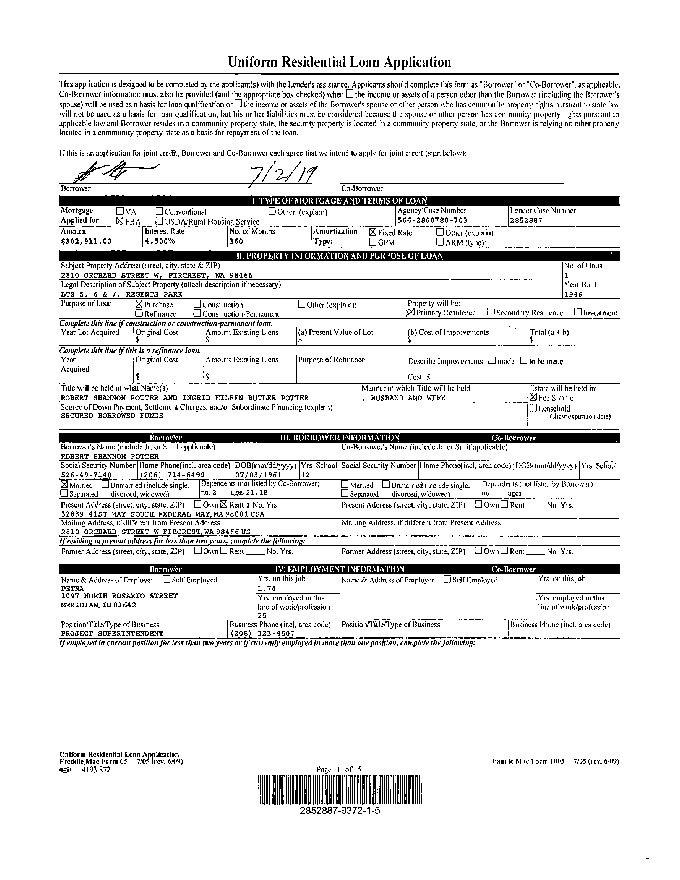 Uniform Residential Loan Application
This application is designed to be completed by the applicant(s) with the Lender's assistance. Applicants should complete this form as "Borrower" or "Co-Borrower", as applicable.
Co-Borrower information must also be provided (and the appropriate box checked) when the income or assets of a person other than the Borrower (including the Borrower's
spouse) will be used as a basis for loan qualification or the income or assets of the Borrower's spouse or other person who has community property rights pursuant to state law
will not be used as a basis for loan qualification, but his or her liabilities must be considered because the spouse or other person has community property rights pursuant to
applicable law and Borrower resides in a community property state, the security property is located in a community property state, or the Borrower is relying on other property
located in a community property state as a basis for repayment of the loan.
If this is an application for joint credit, Borrower and Co-Borrower each agree that we intend to apply for joint credit (sign below):
7/2/19
Borrower Co-Borrower
I. TYPE OF MORTGAGE AND TERMS OF LOAN
Mortgage VA Conventional Other (explain) Agency Case Number Lender Case Number
Applied for FHA USDA/Rural Housing Service 2852887
Amount Interest Rate No. of Months Amortization Fixed Rate Other (explain)
4.500% 360 Type: GPM ARM (type)
II. PROPERTY INFORMATION AND PURPOSE OF LOAN
Subject Property Address (street, city, state & ZIP) No. of Units
2810 ORCHARD STREET W, FIRCREST, WA 98466 1
Legal Description of Subject Property (attach description if necessary) Year Built
LTS 5, 6 & 7, REGENTS PARK
Purpose of Loan Purchase Construction Other (explain) Property will be:
Refinance Construction-Permanent Primary Residence Secondary Residence Investment
Complete this line if construction or construction-permanent loan.
Year Lot Acquired Original Cost Amount Existing Liens (a) Present Value of Lot (b) Cost of Improvements Total (a + b)
$ $
Complete this line if this is a refinance loan.
Year Original Cost Amount Existing Liens Purpose of Refinance Describe Improvements made to be made
Acquired
$ $ Cost: $
Title will be held in what Name(s) Manner in which Title will be held Estate will be held in:
ROBERT SHANNON POTTER AND INGRID EILEEN BUTLER POTTER , HUSBAND AND WIFE Fee Simple
Source of Down Payment, Settlement Charges, and/or Subordinate Financing (explain) Leasehold
SECURED BORROWED FUNDS (show expiration date)
Borrower III. BORROWER INFORMATION Co-Borrower
Borrower's Name (include Jr. or Sr. if applicable) Co-Borrower's Name (include Jr. or Sr. if applicable)
ROBERT SHANNON POTTER
Social Security Number Home Phone (incl. area code) DOB (mm/dd/yyyy) Yrs. School Social Security Number Home Phone (incl. area code) DOB (mm/dd/yyyy) Yrs. School
07/03/1961 12
Married Unmarried (include single, Dependents (not listed by Co-Borrower) Married Unmarried (include single, Dependents (not listed by Borrower)
Separated divorced, widowed) no. 2 ages 21,18 Separated divorced, widowed) no. ages
Present Address (street, city, state, ZIP) Own Rent No. Yrs. Present Address (street, city, state, ZIP) Own Rent No. Yrs.
41ST WAY SOUTH FEDERAL WAY, WA 98001 USA
Mailing Address, if different from Present Address Mailing Address, if different from Present Address
2810 ORCHARD STREET W FIRCREST, WA 98466 US
If residing at present address for less than two years, complete the following:
Former Address (street, city, state, ZIP) Own Rent No. Yrs. Former Address (street, city, state, ZIP) Own Rent No. Yrs.
Borrower IV. EMPLOYMENT INFORMATION Co-Borrower
Name & Address of Employer Self Employed Yrs. on this job Name & Address of Employer Self Employed Yrs. on this job
PETRA
1097 NORTH ROSARIO STREET Yrs. employed in this Yrs. employed in this
MERIDIAN, ID 83642 line of work/profession line of work/profession
25
Position/Title/Type of Business Business Phone (incl. area code) Position/Title/Type of Business Business Phone (incl. area code)
PROJECT SUPERINTENDENT
If employed in current position for less than two years or if currently employed in more than one position, complete the following:
Uniform Residential Loan Application
Freddie Mac Form 65 7/05 (rev. 6/09) Fannie Mae Form 1003 7/05 (rev. 6/09)
Page 1 of 5
2852887-9372-1-5